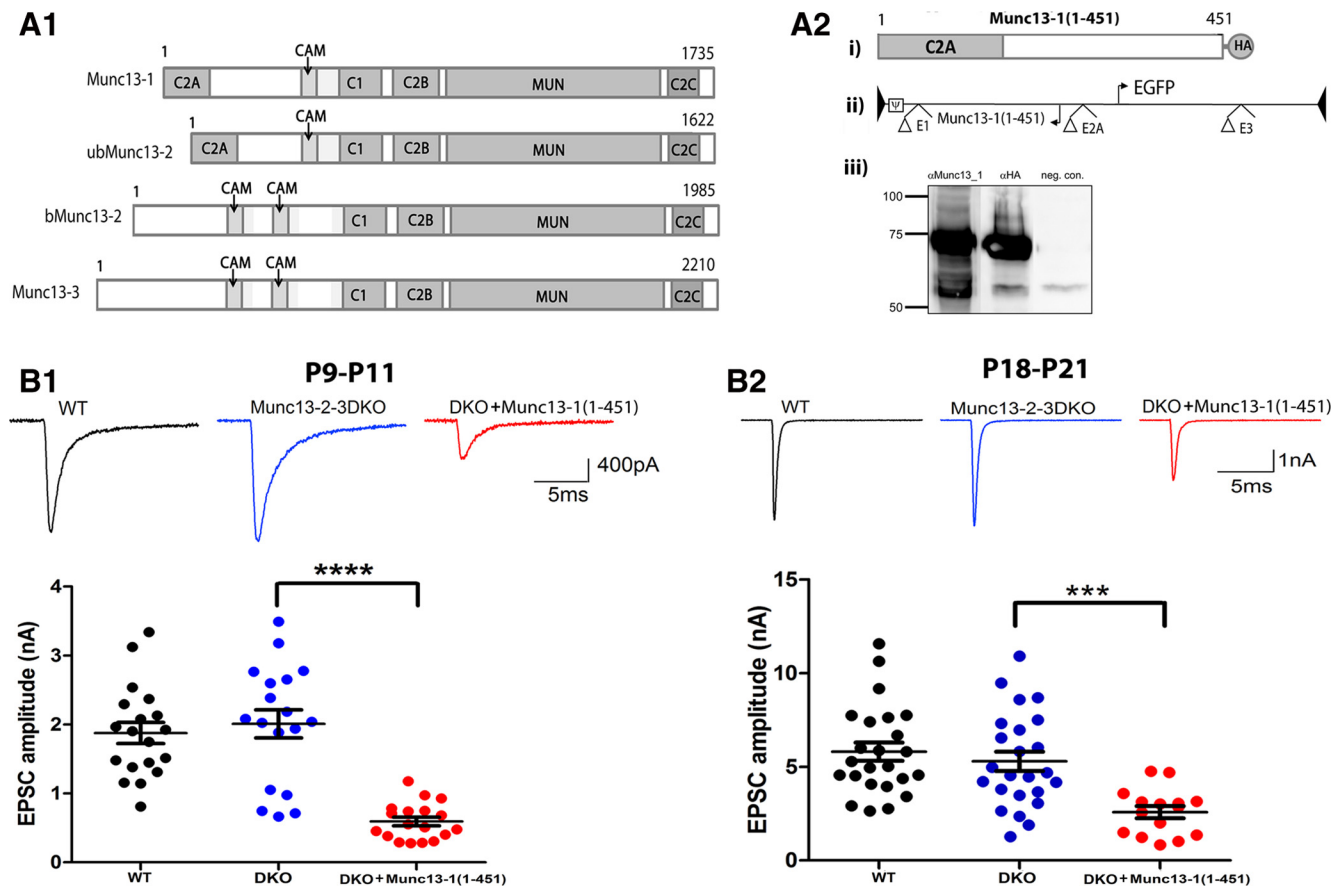 A1
1
CAM
1735
Munc13-1
C2A
C1
C2B
MUN
C2C
1
CAM
1622
ubMunc13-2
C2A
C1
C2B
MUN
C2C
1
CAM
CAM
1985
bMunc13-2
C1
C2B
MUN
C2C
1
CAM
CAM
2210
Munc13-3
C1
C2B
MUN
C2C
A2
1
Munc13-1(1-451)
451
i)
C2A
HA
ii)
Ψ
EGFP
E1
Munc13-1(1-451)
E2A
E3
iii)
αMunc13_1
αHA
neg. con.
100
75
50
B1
P9-P11
WT
Munc13-2-3DKO
DKO+Munc13-1(1-451)
400pA
5ms
****
EPSC amplitude (nA)
4
3
2
1
0
WT
DKO
DKO+Munc13-1(1-451)
B2
P18-P21
WT
Munc13-2-3DKO
DKO+Munc13-1(1-451)
1nA
5ms
***
EPSC amplitude (nA)
15
10
5
0
WT
DKO
DKO+Munc13-1(1-451)